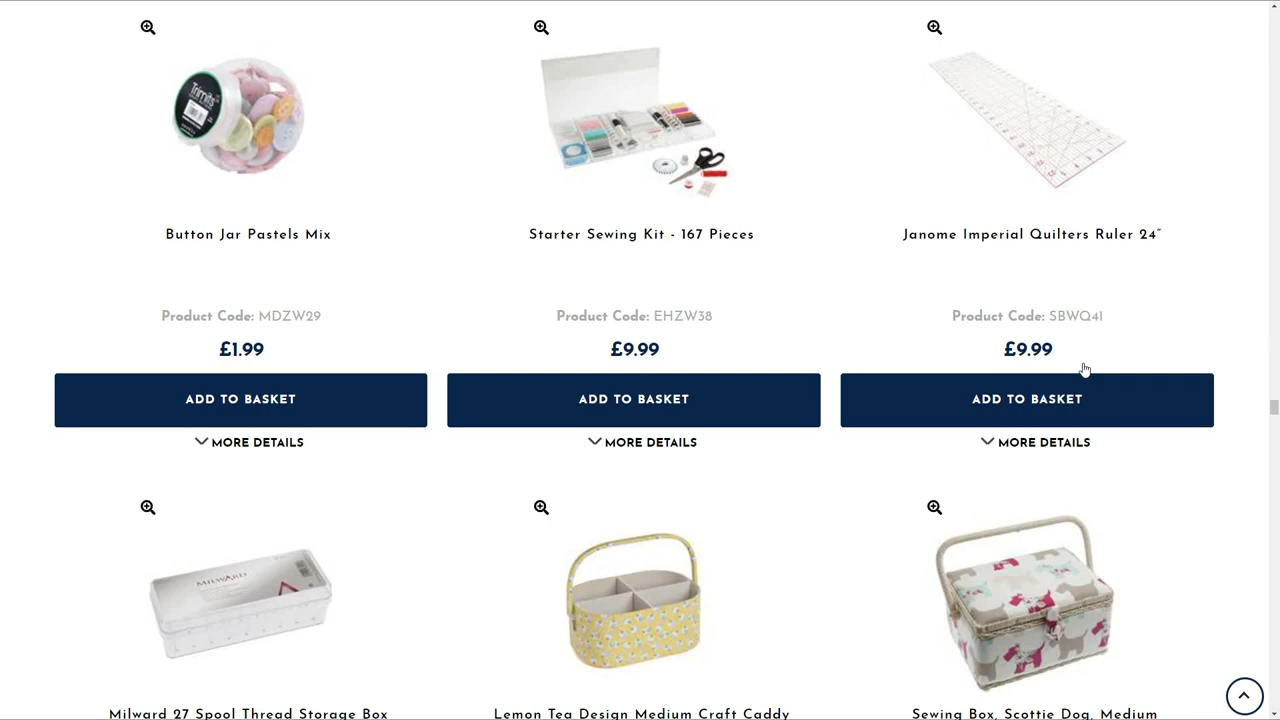 Trimits
Button Jar Pastels Mix
Starter Sewing Kit - 167 Pieces
Janome Imperial Quilters Ruler 24"
Product Code: MDZW29
Product Code: EHZW38
Product Code: SBWQ41
£1.99
£9.99
£9.99
ADD TO BASKET
ADD TO BASKET
ADD TO BASKET
MORE DETAILS
MORE DETAILS
MORE DETAILS
MILWARD
Milward 27 Spool Thread Storage Box
Lemon Tea Design Medium Craft Caddy
Sewing Box, Scottie Dog, Medium